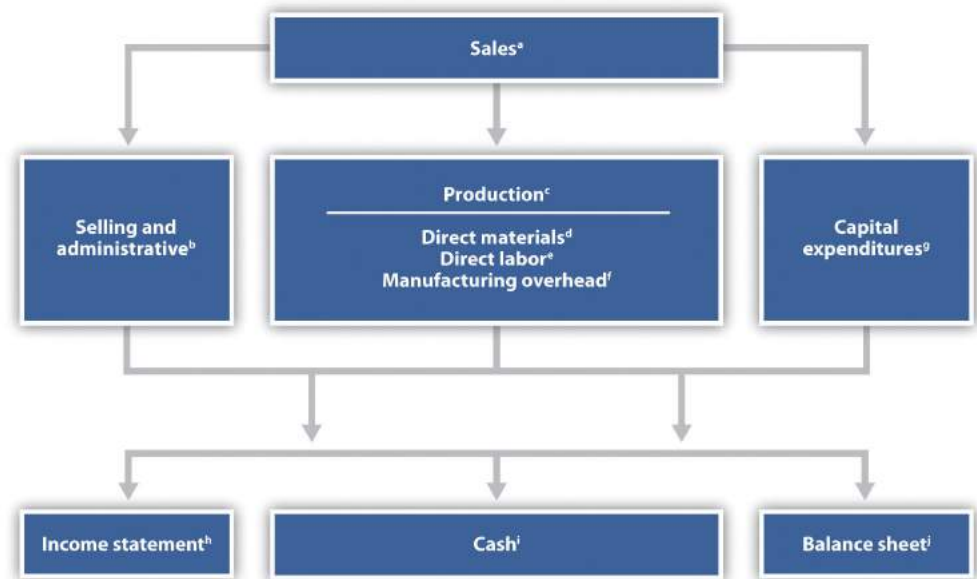 Salesᵃ
Selling and
administrativeᵇ
Productionᶜ
Direct materialsᵈ
Direct laborᵉ
Manufacturing overheadᶠ
Capital
expendituresᵍ
Income statementʰ
Cashⁱ
Balance sheetʲ